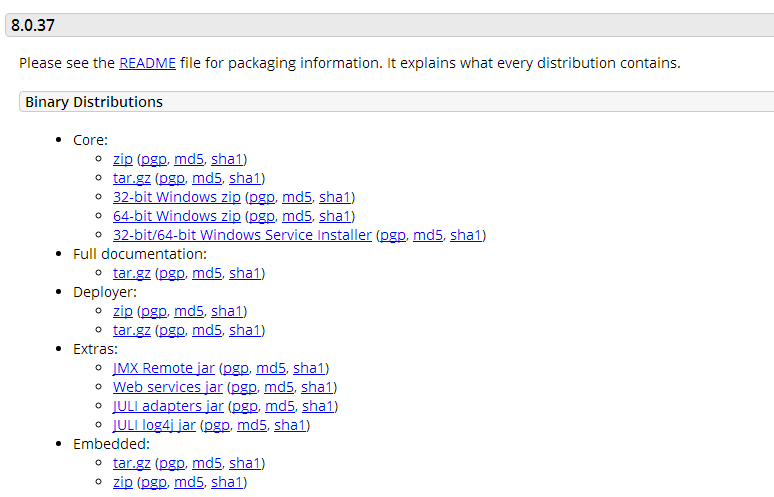 8.0.37
Please see the README file for packaging information. It explains what every distribution contains.
Binary Distributions
• Core:
◦ zip (pgp, md5, sha1)
◦ tar.gz (pgp, md5, sha1)
◦ 32-bit Windows zip (pgp, md5, sha1)
◦ 64-bit Windows zip (pgp, md5, sha1)
◦ 32-bit/64-bit Windows Service Installer (pgp, md5, sha1)
• Full documentation:
◦ tar.gz (pgp, md5, sha1)
• Deployer:
◦ zip (pgp, md5, sha1)
◦ tar.gz (pgp, md5, sha1)
• Extras:
◦ JMX Remote jar (pgp, md5, sha1)
◦ Web services jar (pgp, md5, sha1)
◦ JULI adapters jar (pgp, md5, sha1)
◦ JULI log4j jar (pgp, md5, sha1)
• Embedded:
◦ tar.gz (pgp, md5, sha1)
◦ zip (pgp, md5, sha1)